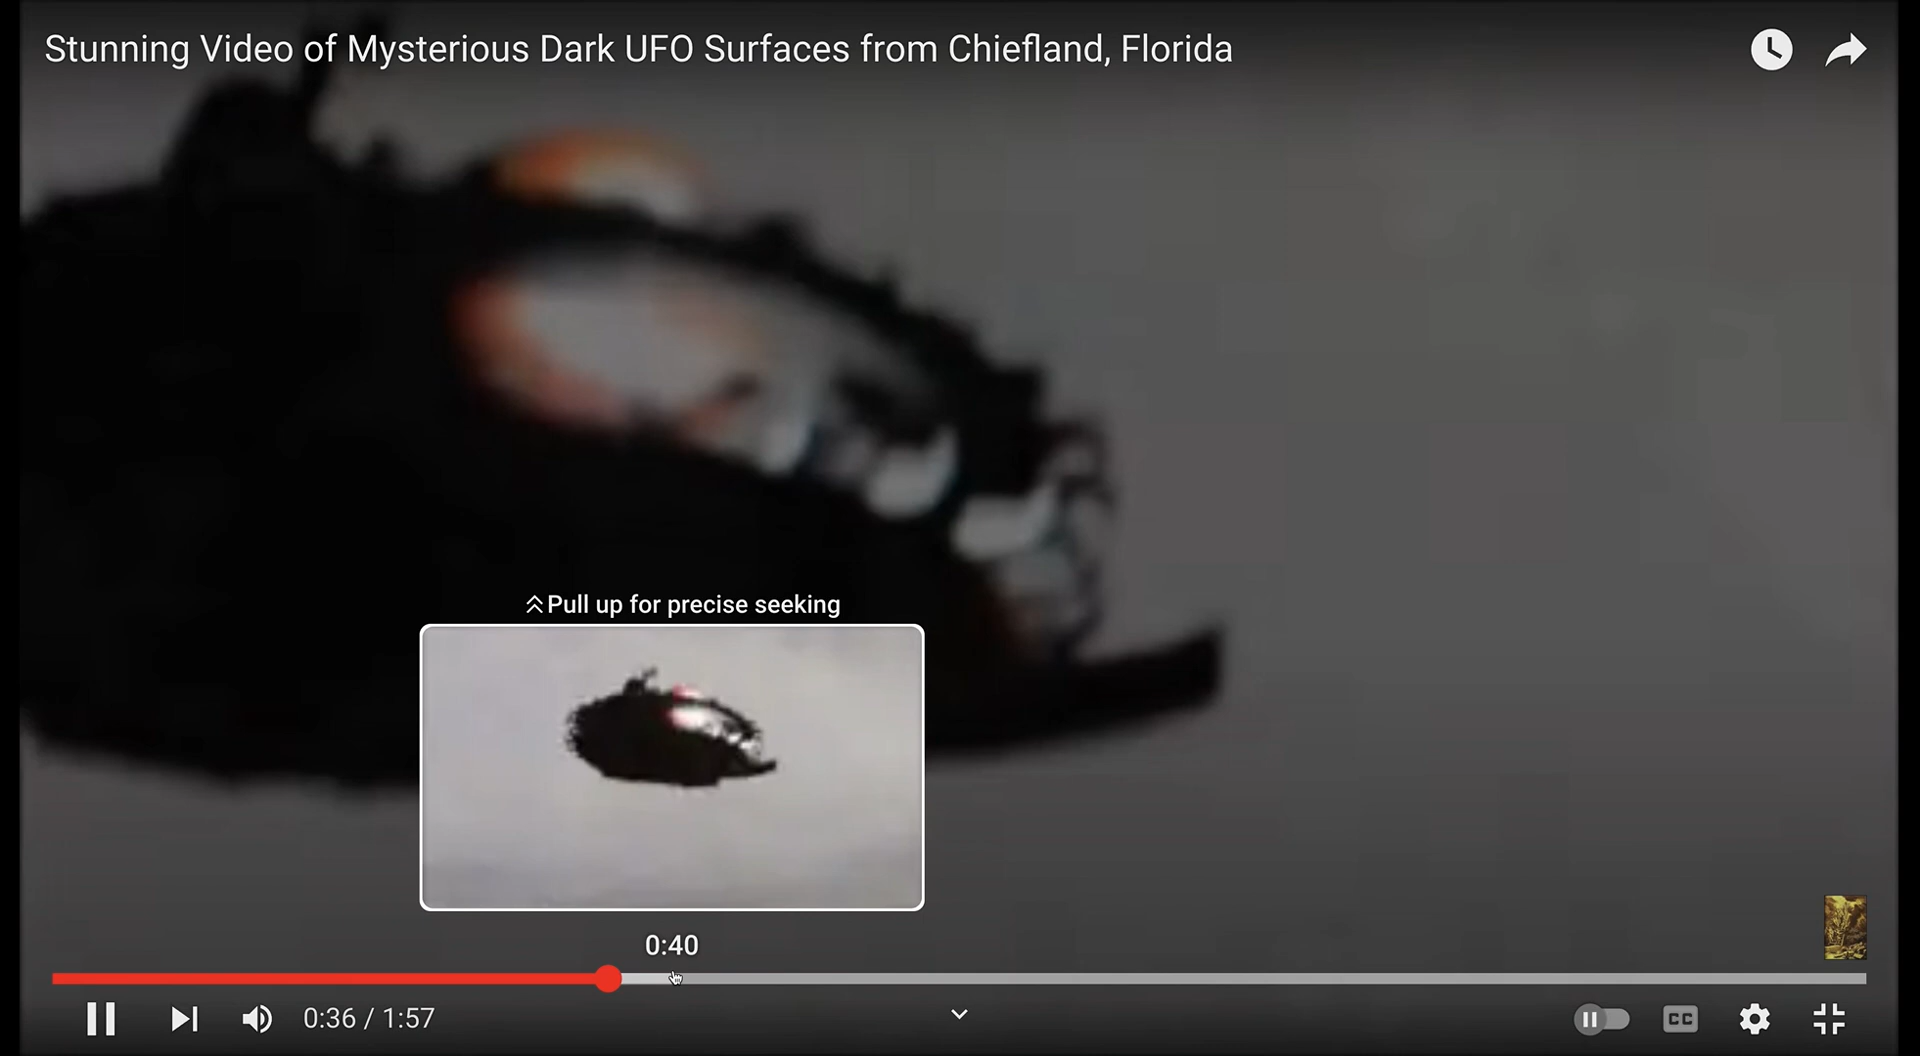 Stunning Video of Mysterious Dark UFO Surfaces from Chiefland, Florida
Pull up for precise seeking
0:40
0:36 / 1:57
CC